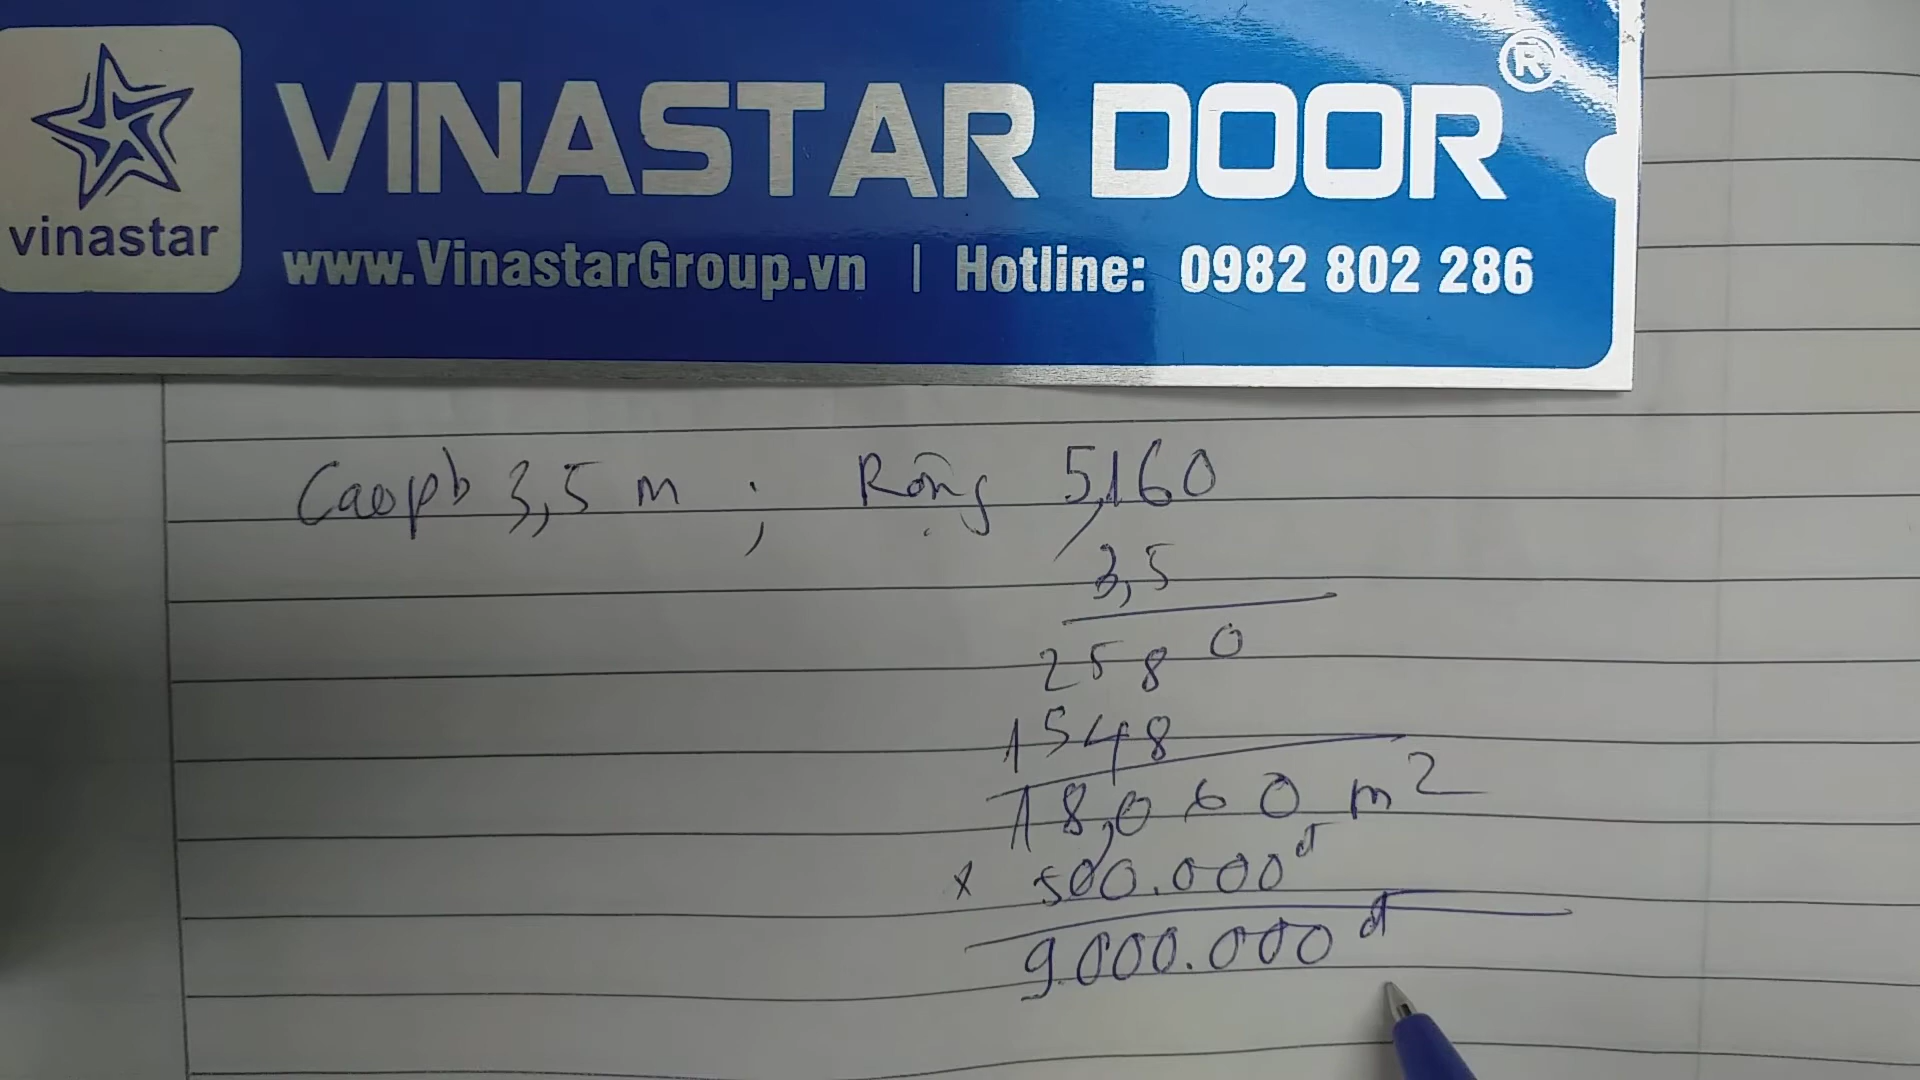 VINASTAR DOOR ®
vinastar
www.VinastarGroup.vn | Hotline: 0982 802 286
Caopb 3,5 m ; Rộng 5,160
3,5
2580
1548
18,060 m2
x 500.000đ
9.000.000đ